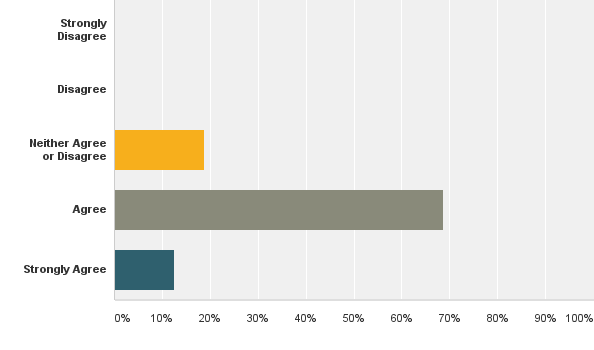 Strongly
Disagree
Disagree
Neither Agree
or Disagree
Agree
Strongly Agree
0% 10% 20% 30% 40% 50% 60% 70% 80% 90% 100%